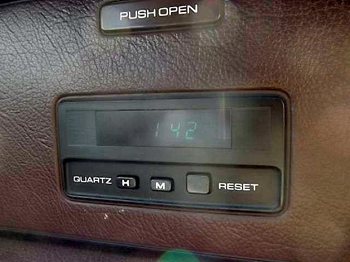 PUSH OPEN
1 42
QUARTZ H M RESET